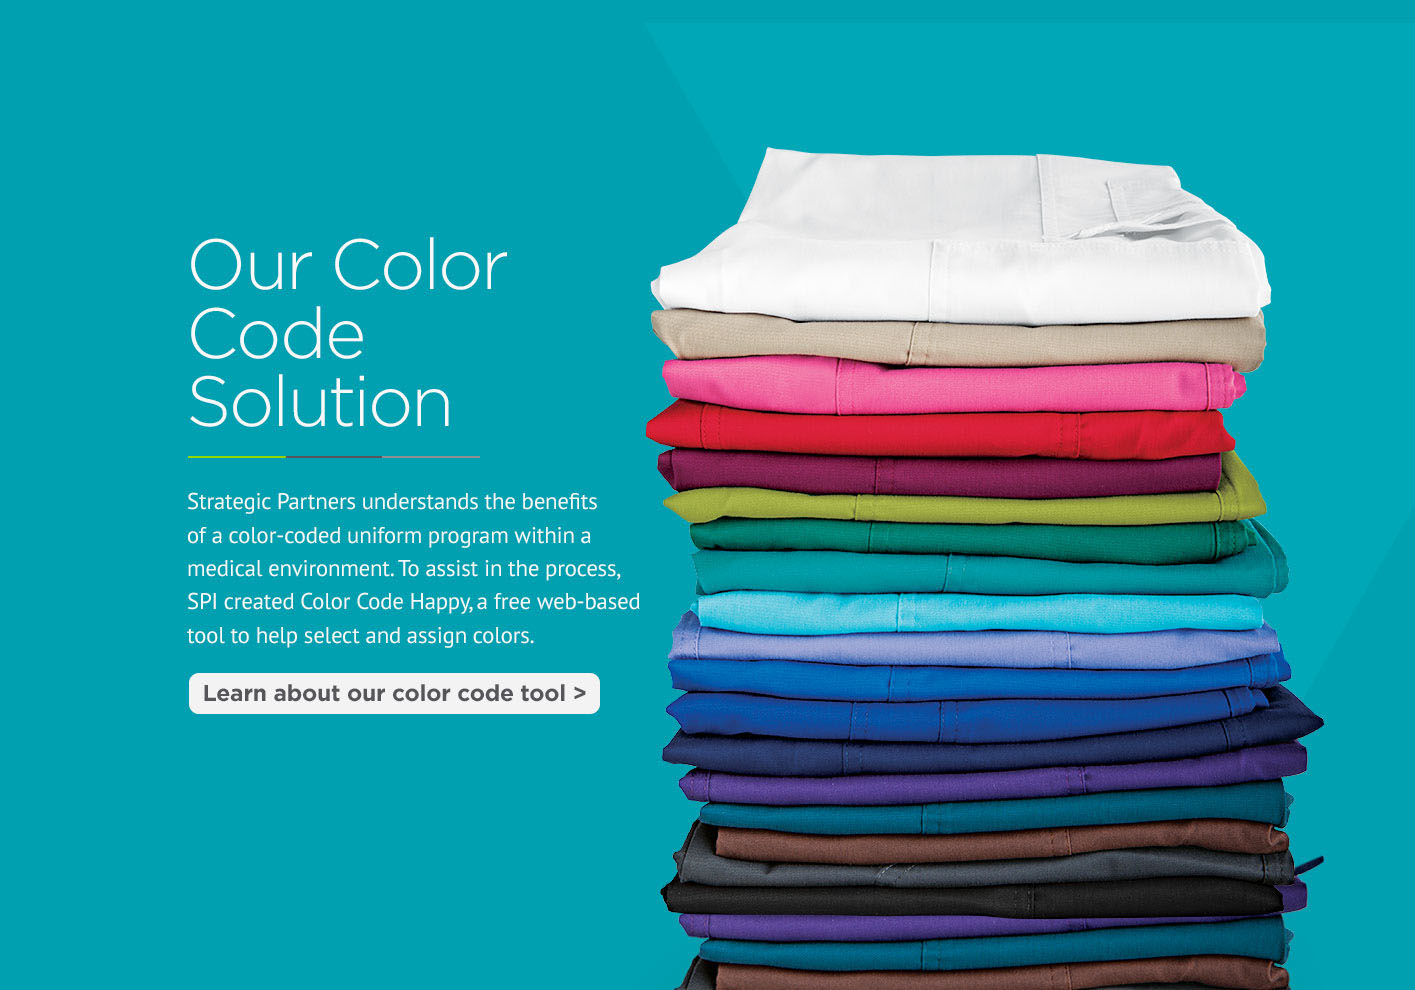 Our Color
Code
Solution
Strategic Partners understands the benefits
of a color-coded uniform program within a
medical environment. To assist in the process,
SPI created Color Code Happy, a free web-based
tool to help select and assign colors.
Learn about our color code tool >